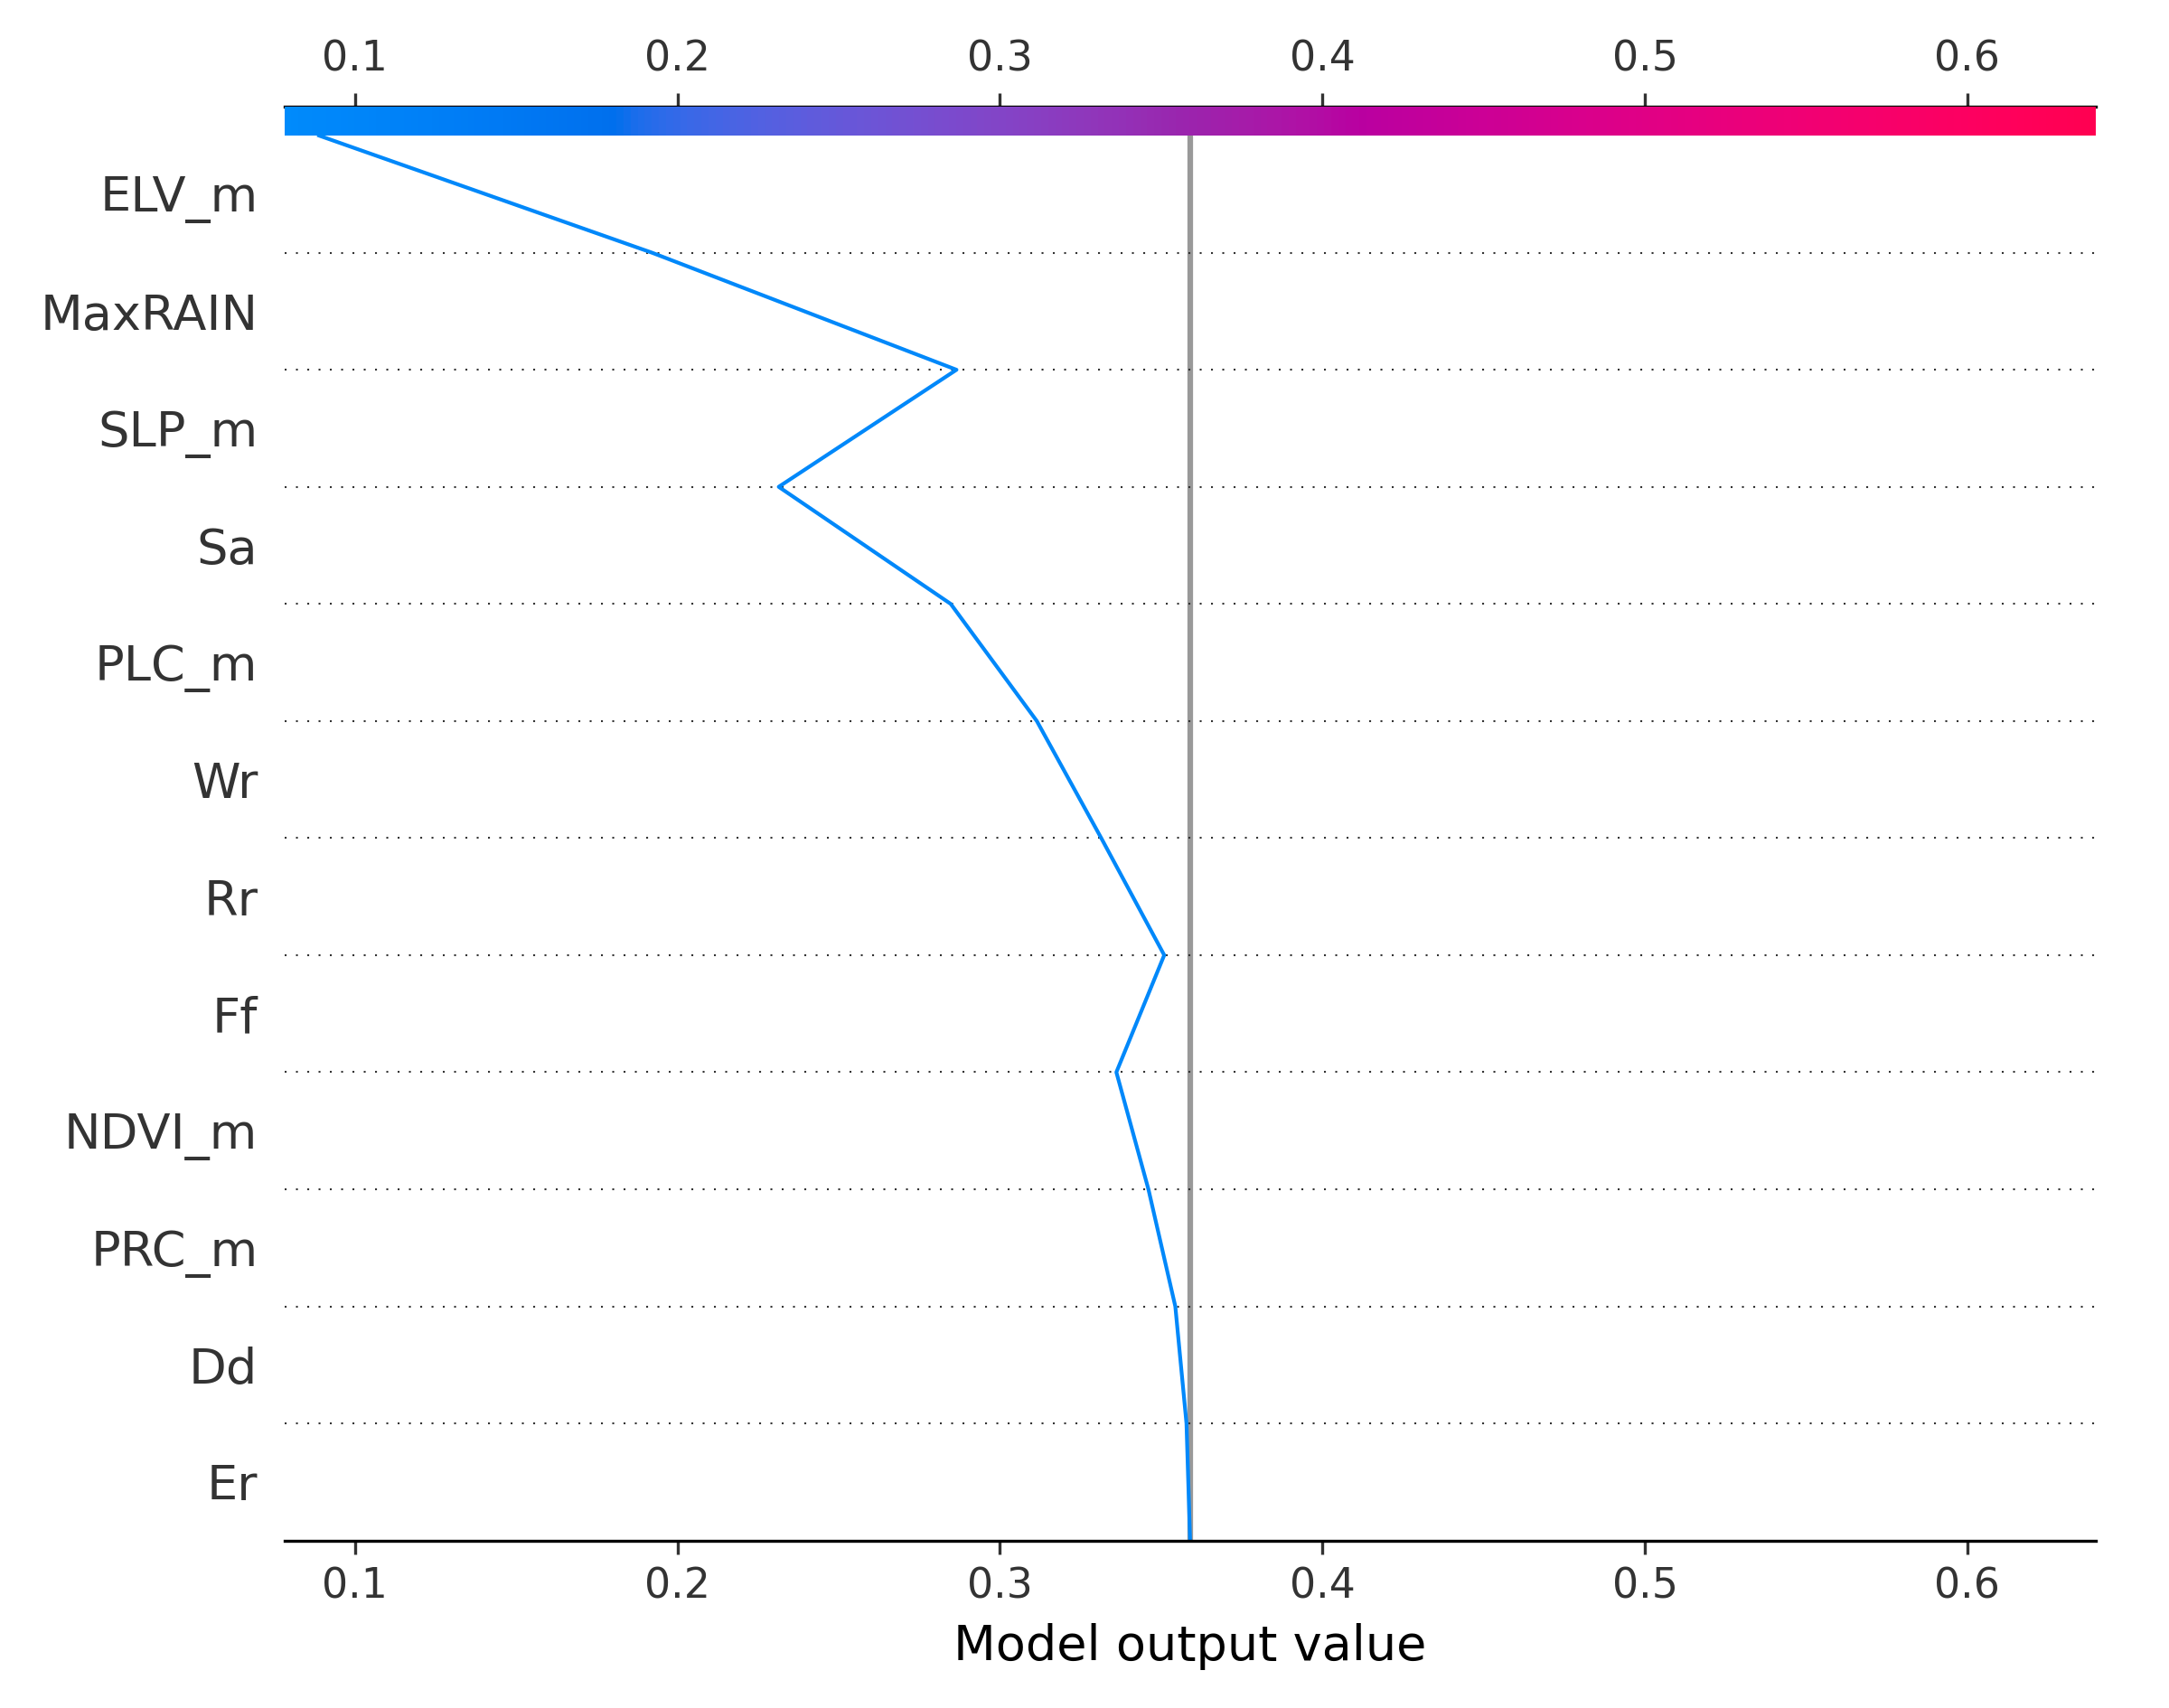 0.1 0.2 0.3 0.4 0.5 0.6
ELV_m
MaxRAIN
SLP_m
Sa
PLC_m
Wr
Rr
Ff
NDVI_m
PRC_m
Dd
Er
0.1 0.2 0.3 0.4 0.5 0.6
Model output value